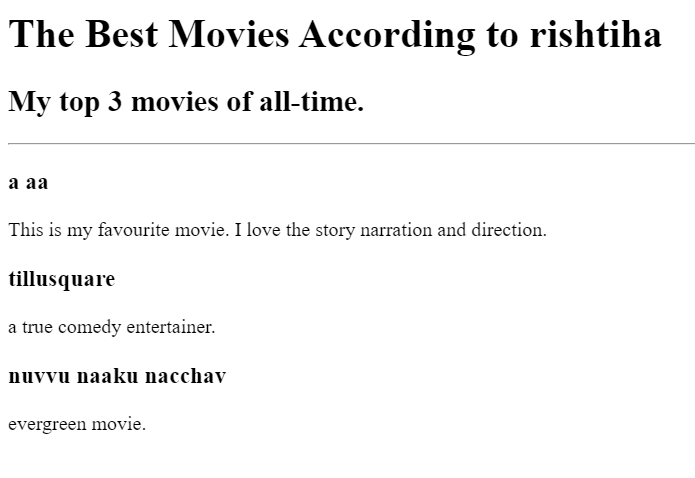 The Best Movies According to rishtiha
My top 3 movies of all-time.
a aa
This is my favourite movie. I love the story narration and direction.
tillusquare
a true comedy entertainer.
nuvvu naaku nacchav
evergreen movie.